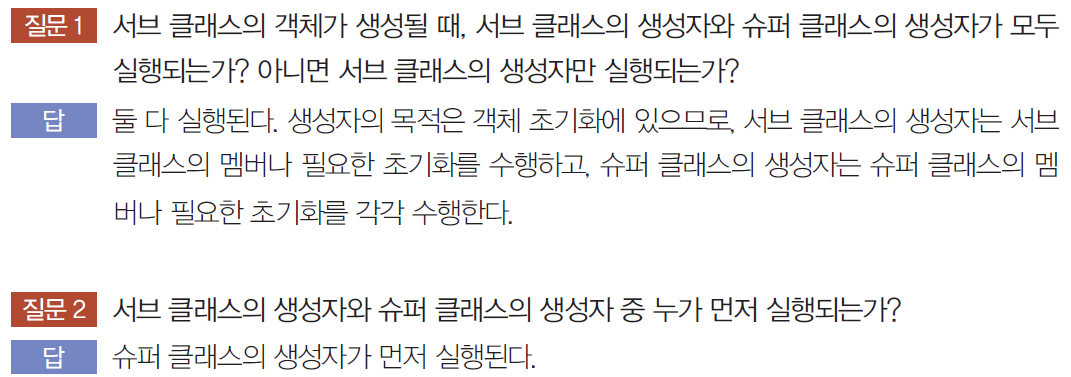 질문 1 서브 클래스의 객체가 생성될 때, 서브 클래스의 생성자와 슈퍼 클래스의 생성자가 모두
실행되는가? 아니면 서브 클래스의 생성자만 실행되는가?
답 둘 다 실행된다. 생성자의 목적은 객체 초기화에 있으므로, 서브 클래스의 생성자는 서브
클래스의 멤버나 필요한 초기화를 수행하고, 슈퍼 클래스의 생성자는 슈퍼 클래스의 멤
버나 필요한 초기화를 각각 수행한다.
질문 2 서브 클래스의 생성자와 슈퍼 클래스의 생성자 중 누가 먼저 실행되는가?
답 슈퍼 클래스의 생성자가 먼저 실행된다.